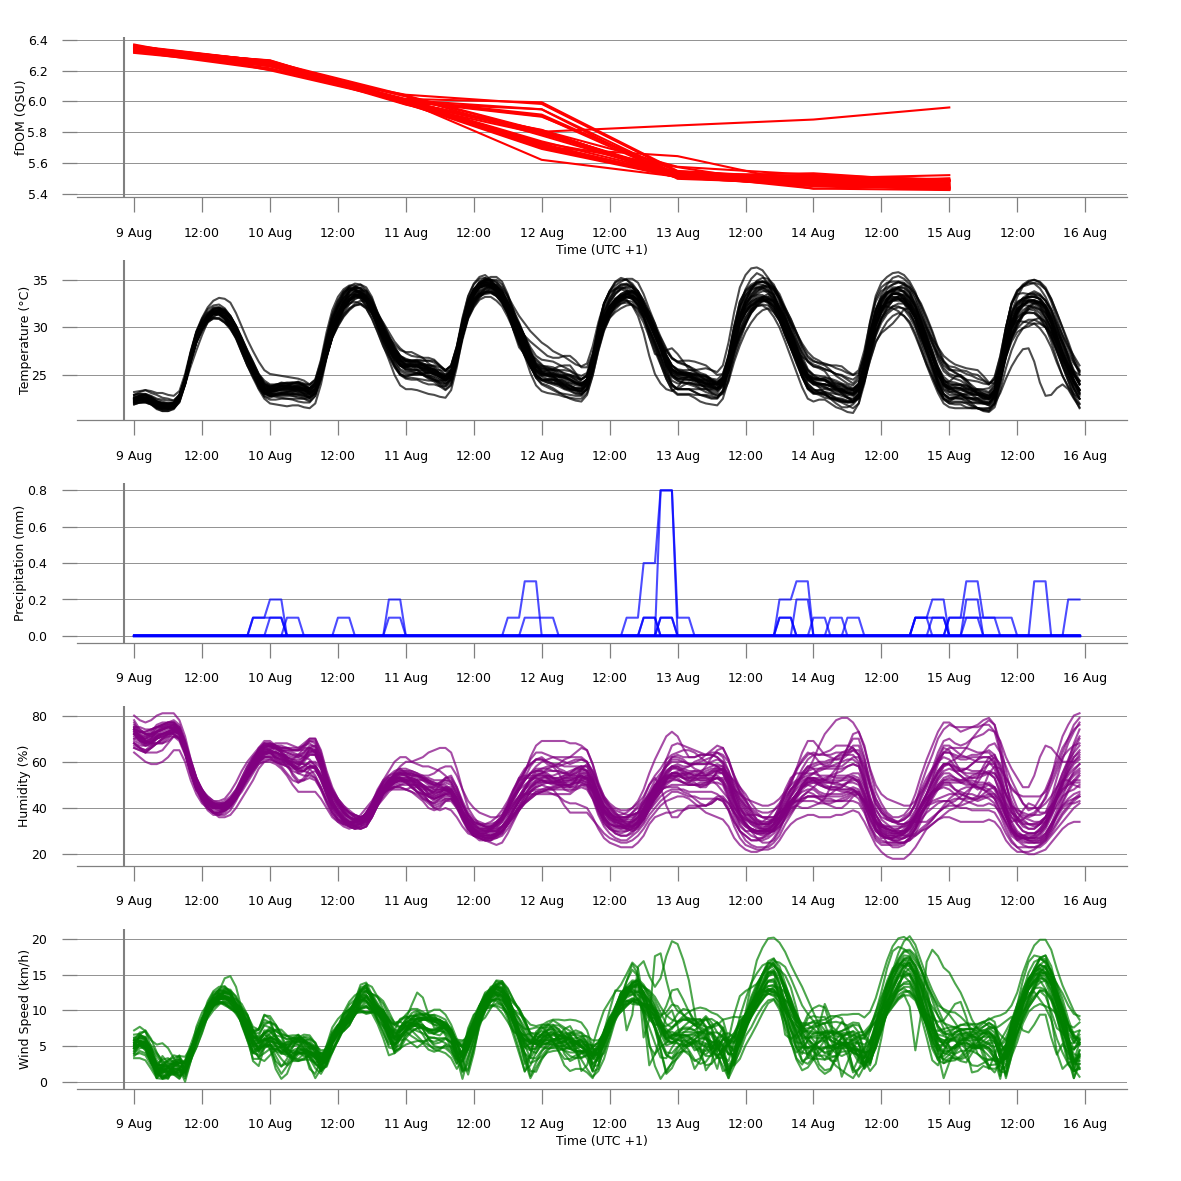 6.4
6.2
6.0
5.8
5.6
5.4
fDOM (QSU)
9 Aug 12:00 10 Aug 12:00 11 Aug 12:00 12 Aug 12:00 13 Aug 12:00 14 Aug 12:00 15 Aug 12:00 16 Aug
Time (UTC +1)
35
30
25
Temperature (°C)
9 Aug 12:00 10 Aug 12:00 11 Aug 12:00 12 Aug 12:00 13 Aug 12:00 14 Aug 12:00 15 Aug 12:00 16 Aug
0.8
0.6
0.4
0.2
0.0
Precipitation (mm)
9 Aug 12:00 10 Aug 12:00 11 Aug 12:00 12 Aug 12:00 13 Aug 12:00 14 Aug 12:00 15 Aug 12:00 16 Aug
80
60
40
20
Humidity (%)
9 Aug 12:00 10 Aug 12:00 11 Aug 12:00 12 Aug 12:00 13 Aug 12:00 14 Aug 12:00 15 Aug 12:00 16 Aug
20
15
10
5
0
Wind Speed (km/h)
9 Aug 12:00 10 Aug 12:00 11 Aug 12:00 12 Aug 12:00 13 Aug 12:00 14 Aug 12:00 15 Aug 12:00 16 Aug
Time (UTC +1)